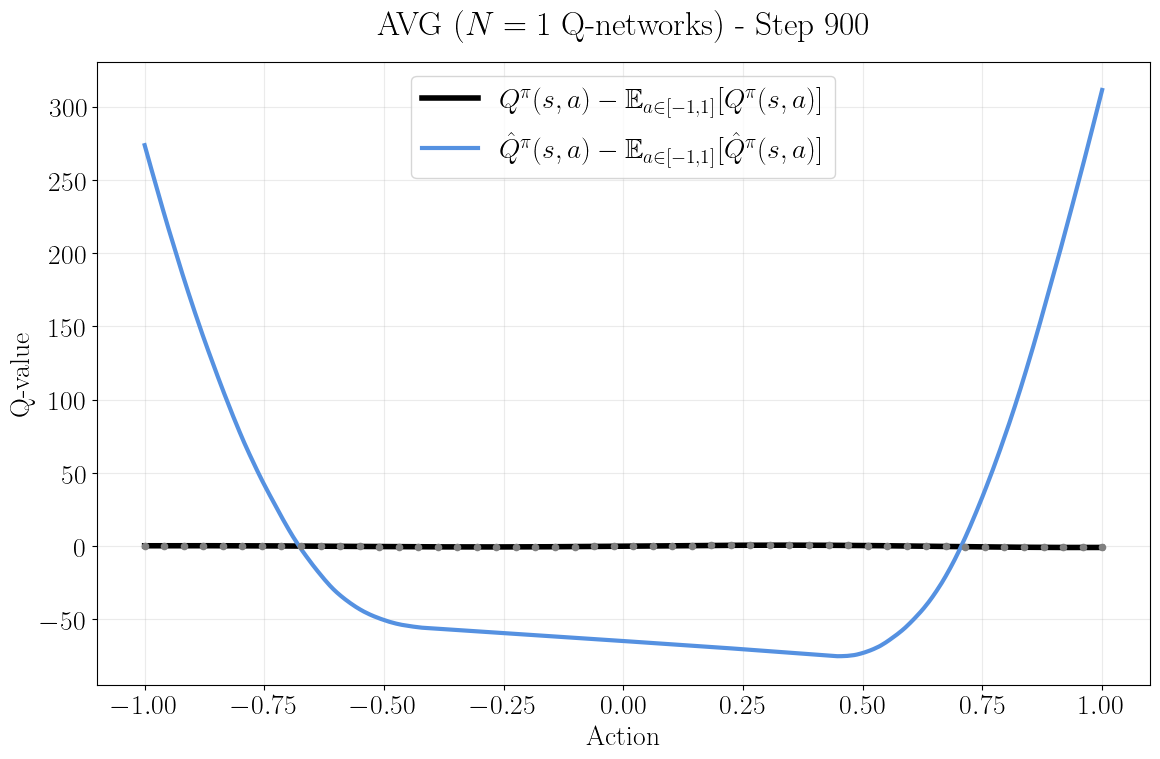 AVG (N = 1 Q-networks) - Step 900
Q^π(s, a) − 𝔼_{a∈[−1,1]}[Q^π(s, a)]
Q̂^π(s, a) − 𝔼_{a∈[−1,1]}[Q̂^π(s, a)]
300
250
200
150
100
50
0
−50
Q-value
−1.00 −0.75 −0.50 −0.25 0.00 0.25 0.50 0.75 1.00
Action